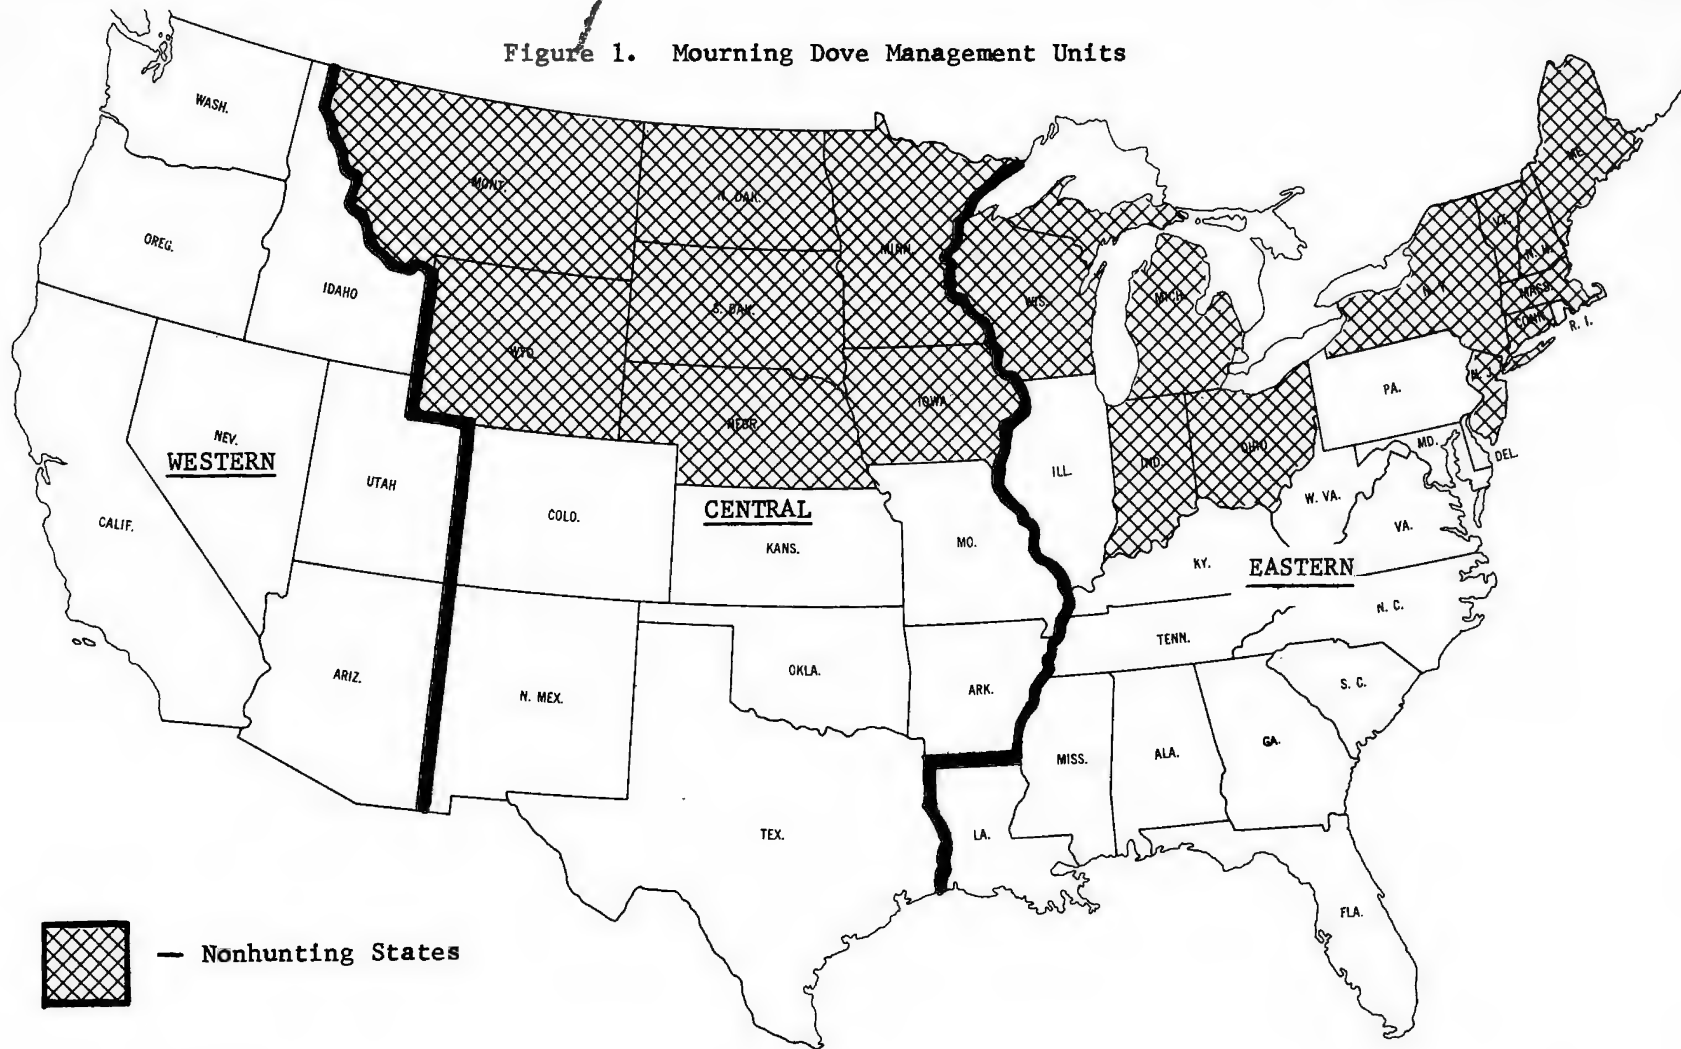 Figure 1. Mourning Dove Management Units
WASH.
MONT.
N. DAK.
MINN.
ME.
VT.
N. H.
OREG.
IDAHO
WYO.
S. DAK.
WIS.
MICH.
N. Y.
MASS.
CONN.
R. I.
NEBR.
IOWA
PA.
N. J.
NEV.
WESTERN
UTAH
CALIF.
COLO.
CENTRAL
KANS.
MO.
ILL.
IND.
OHIO
MD.
DEL.
W. VA.
VA.
KY.
EASTERN
N. C.
TENN.
ARIZ.
N. MEX.
OKLA.
ARK.
S. C.
MISS.
ALA.
GA.
TEX.
LA.
FLA.
— Nonhunting States